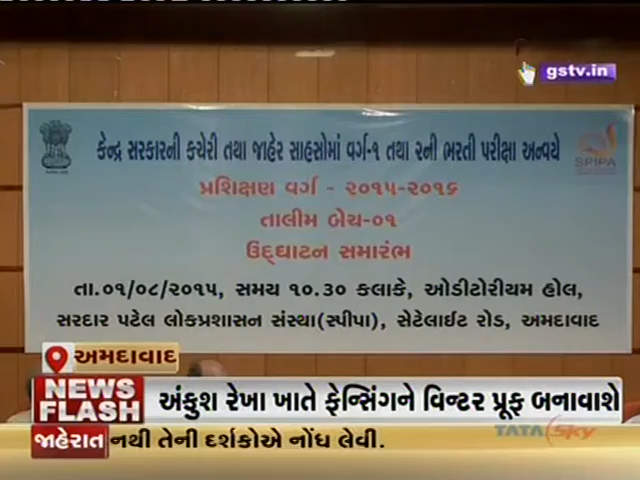 gstv.in
કેન્દ્ર સરકારની કચેરી તથા જાહેર સાહસોમાં વર્ગ-૧ તથા ૨ની ભરતી પરીક્ષા અન્વયે
SPIPA
પ્રશિક્ષણ વર્ગ - ૨૦૧૫-૨૦૧૬
તાલીમ બેચ-૦૧
ઉદ્ઘાટન સમારંભ
તા.૦૧/૦૮/૨૦૧૫, સમય ૧૦.૩૦ કલાકે, ઓડીટોરીયમ હોલ,
સરદાર પટેલ લોકપ્રશાસન સંસ્થા(સ્પીપા), સેટેલાઈટ રોડ, અમદાવાદ
અમદાવાદ
NEWS FLASH
અંકુશ રેખા ખાતે ફેન્સિંગને વિન્ટર પ્રૂફ બનાવાશે
જાહેરાત નથી તેની દર્શકોએ નોંધ લેવી.
TATA Sky